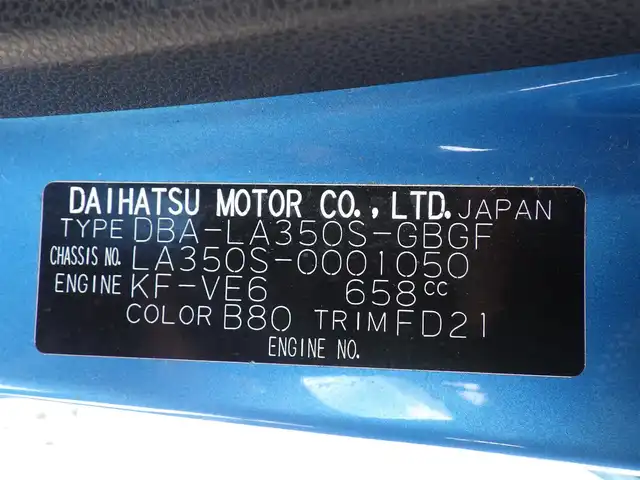 DAIHATSU MOTOR CO., LTD. JAPAN
TYPE DBA-LA350S-GBGF
CHASSIS NO. LA350S-0001050
ENGINE KF-VE6 658cc
COLOR B80 TRIM FD21
ENGINE NO.